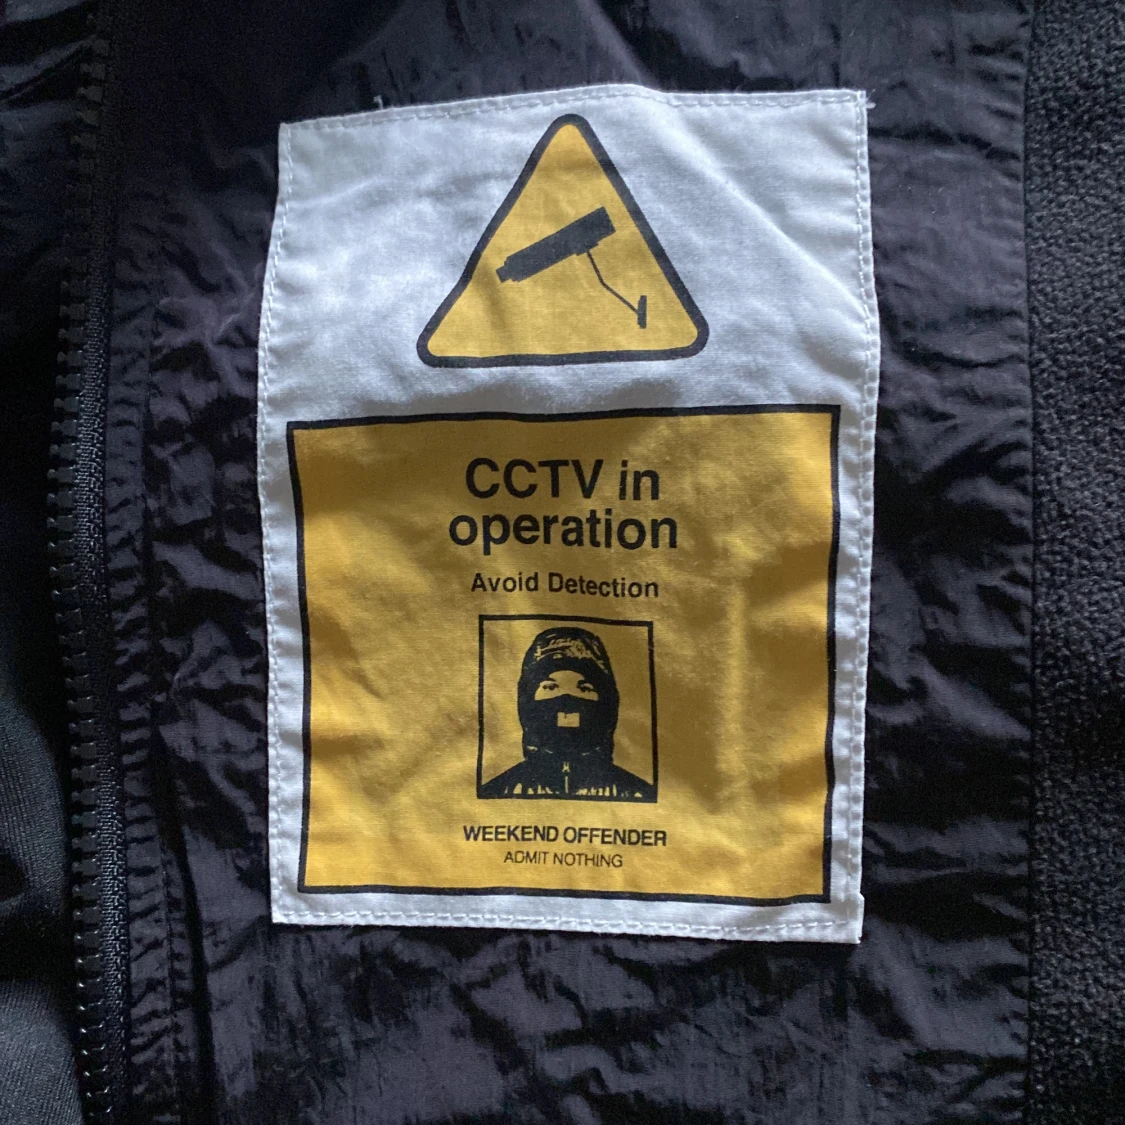 CCTV in
operation
Avoid Detection
WEEKEND OFFENDER
ADMIT NOTHING